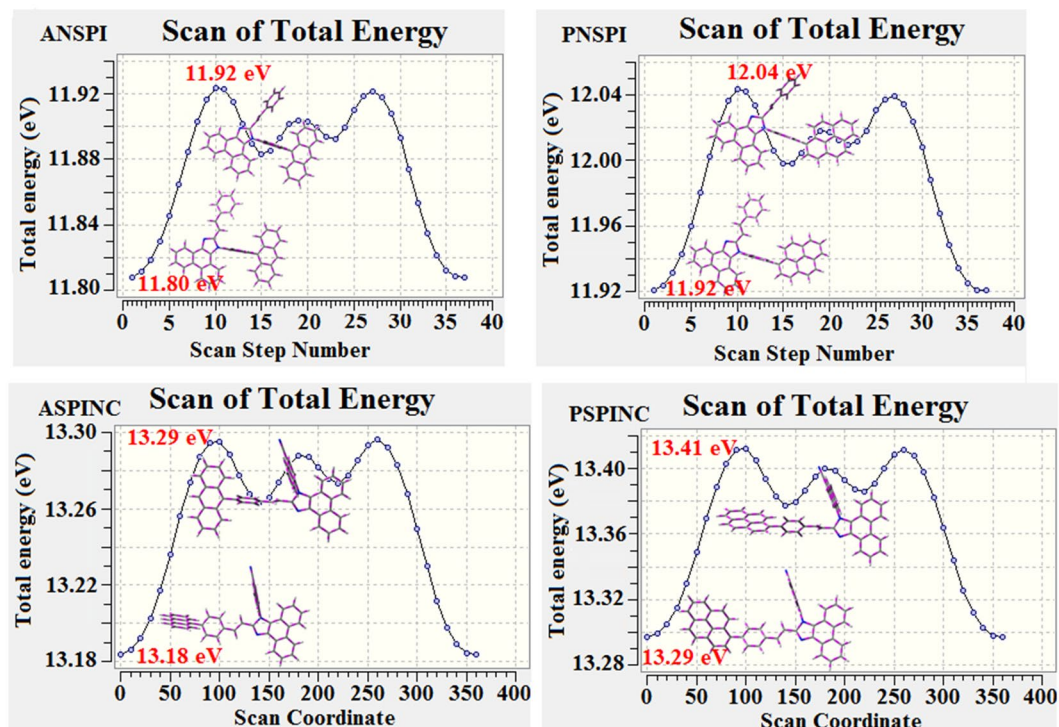 ANSPI
Scan of Total Energy
11.92 eV
Total energy (eV)
11.92
11.88
11.84
11.80
11.80 eV
0 5 10 15 20 25 30 35 40
Scan Step Number
PNSPI
Scan of Total Energy
12.04 eV
Total energy (eV)
12.04
12.00
11.96
11.92
11.92 eV
0 5 10 15 20 25 30 35 40
Scan Step Number
ASPINC
Scan of Total Energy
13.29 eV
Total energy (eV)
13.30
13.26
13.22
13.18
13.18 eV
0 50 100 150 200 250 300 350 400
Scan Coordinate
PSPINC
Scan of Total Energy
13.41 eV
Total energy (eV)
13.40
13.36
13.32
13.28
13.29 eV
0 50 100 150 200 250 300 350 400
Scan Coordinate